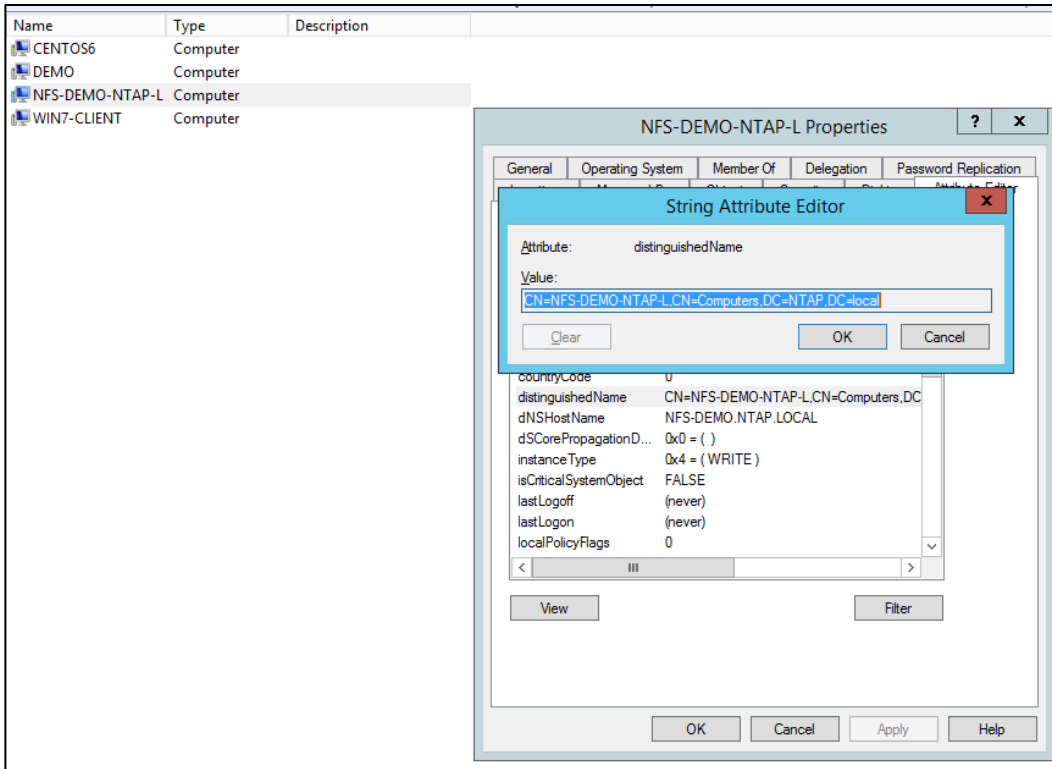 Name Type Description
CENTOS6 Computer
DEMO Computer
NFS-DEMO-NTAP-L Computer
WIN7-CLIENT Computer
NFS-DEMO-NTAP-L Properties ? x
General Operating System Member Of Delegation Password Replication
Attribute Editor
String Attribute Editor x
Attribute: distinguishedName
Value:
CN=NFS-DEMO-NTAP-L,CN=Computers,DC=NTAP,DC=local
Clear OK Cancel
countryCode 0
distinguishedName CN=NFS-DEMO-NTAP-L,CN=Computers,DC
dNSHostName NFS-DEMO.NTAP.LOCAL
dSCorePropagationD... 0x0 = ( )
instanceType 0x4 = ( WRITE )
isCriticalSystemObject FALSE
lastLogoff (never)
lastLogon (never)
localPolicyFlags 0
View Filter
OK Cancel Apply Help